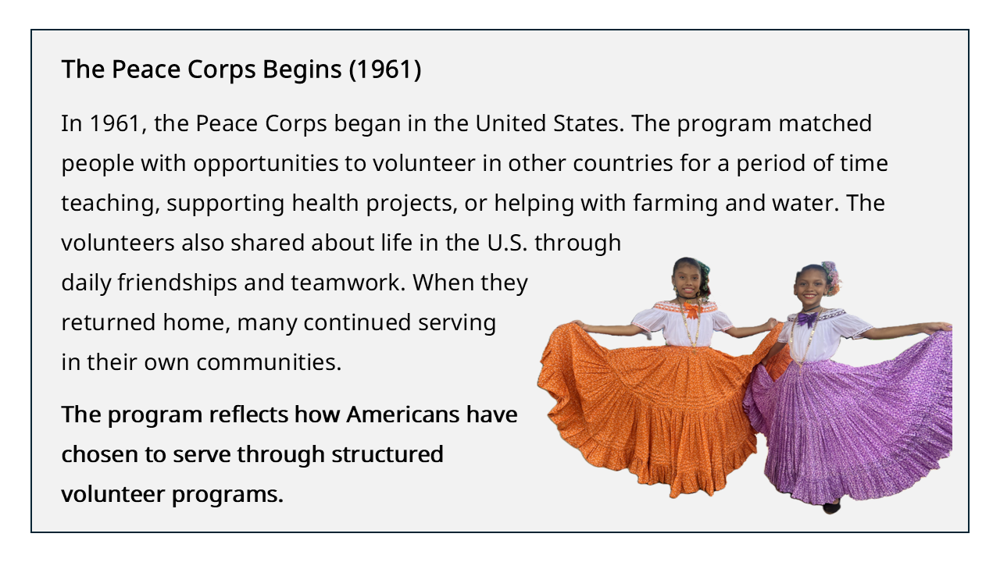 The Peace Corps Begins (1961)
In 1961, the Peace Corps began in the United States. The program matched
people with opportunities to volunteer in other countries for a period of time
teaching, supporting health projects, or helping with farming and water. The
volunteers also shared about life in the U.S. through
daily friendships and teamwork. When they
returned home, many continued serving
in their own communities.
The program reflects how Americans have
chosen to serve through structured
volunteer programs.